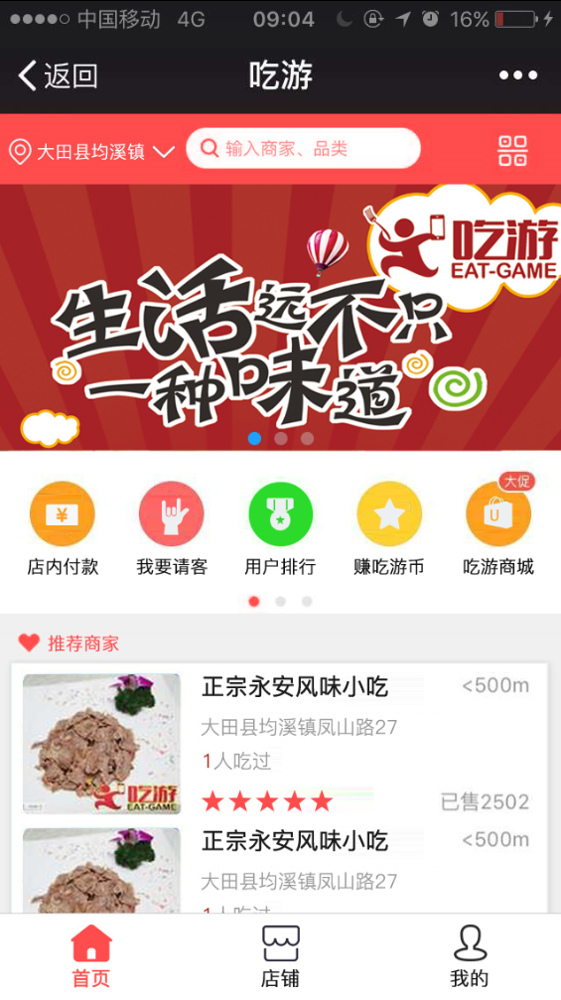 中国移动 4G 09:04 16%
返回 吃游
大田县均溪镇 输入商家、品类
吃游
EAT-GAME
生活远不只
一种味道
大促
¥ U
店内付款 我要请客 用户排行 赚吃游币 吃游商城
推荐商家
正宗永安风味小吃 <500m
大田县均溪镇凤山路27
1人吃过
吃游
EAT-GAME
已售2502
正宗永安风味小吃 <500m
大田县均溪镇凤山路27
1人吃过
首页 店铺 我的